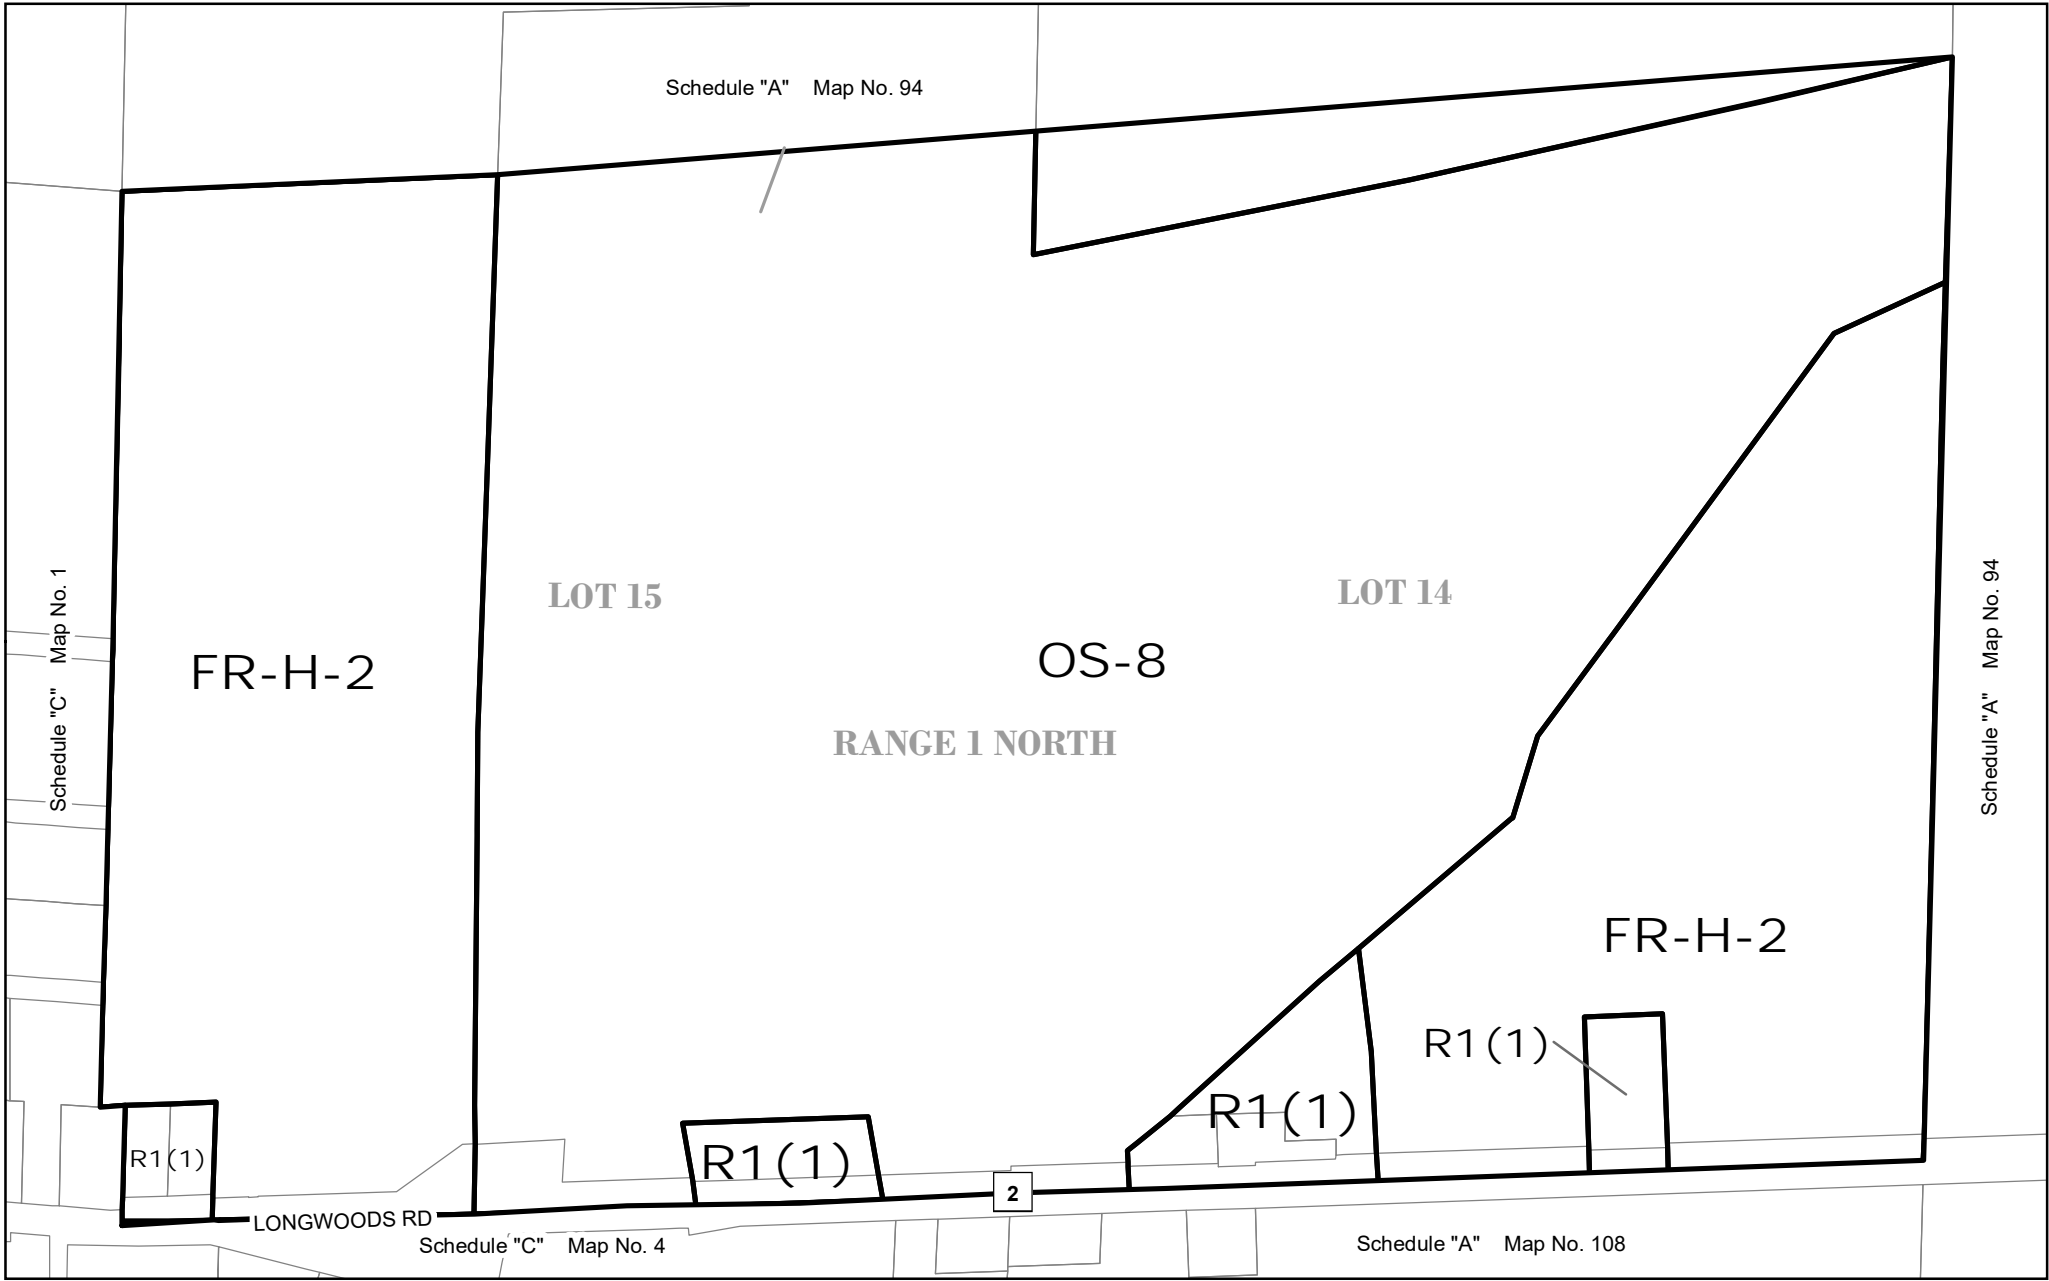 Schedule "A" Map No. 94
Schedule "C" Map No. 1
LOT 15
LOT 14
Schedule "A" Map No. 94
FR-H-2
OS-8
RANGE 1 NORTH
FR-H-2
R1(1)
R1(1)
R1(1)
R1(1)
2
LONGWOODS RD
Schedule "C" Map No. 4
Schedule "A" Map No. 108